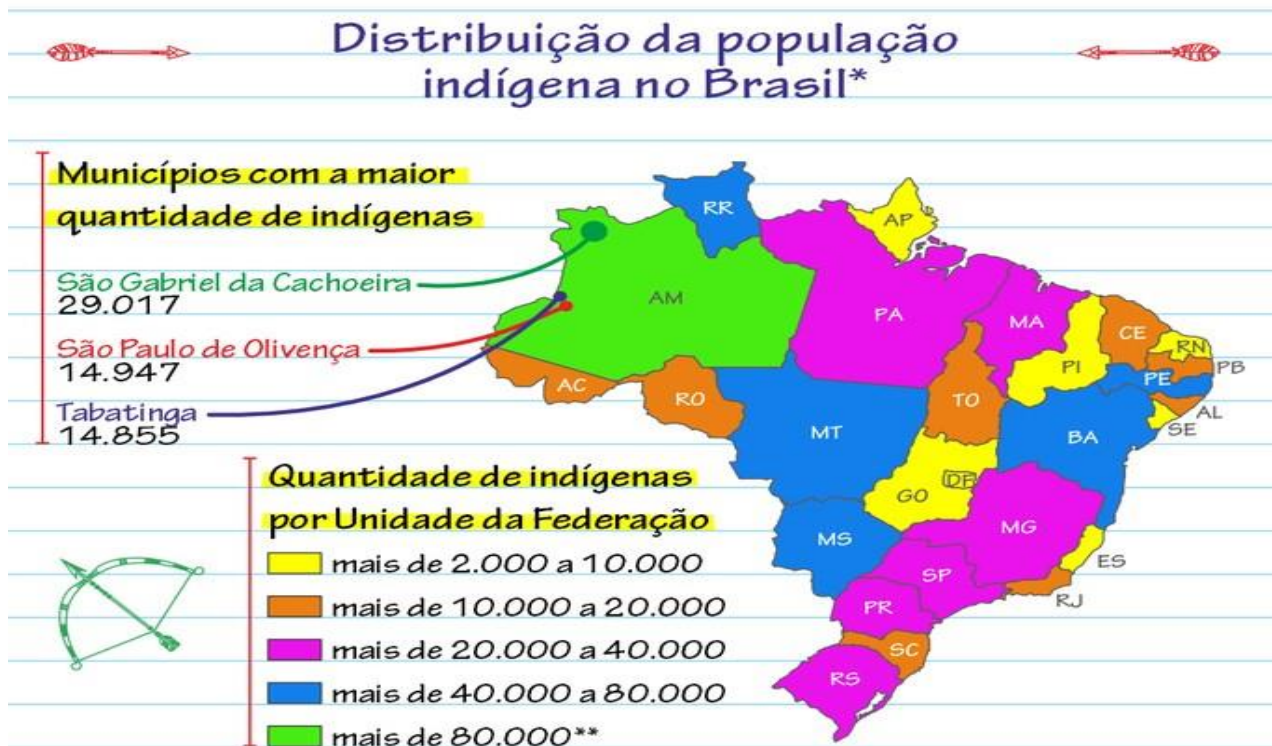 Distribuição da população
indígena no Brasil*
Municípios com a maior
quantidade de indígenas
São Gabriel da Cachoeira
29.017
São Paulo de Olivença
14.947
Tabatinga
14.855
Quantidade de indígenas
por Unidade da Federação
mais de 2.000 a 10.000
mais de 10.000 a 20.000
mais de 20.000 a 40.000
mais de 40.000 a 80.000
mais de 80.000**
RR
AP
AM
PA
MA
CE
RN
PI
PB
PE
AC
RO
TO
AL
SE
MT
BA
GO
DF
MG
MS
ES
SP
RJ
PR
SC
RS